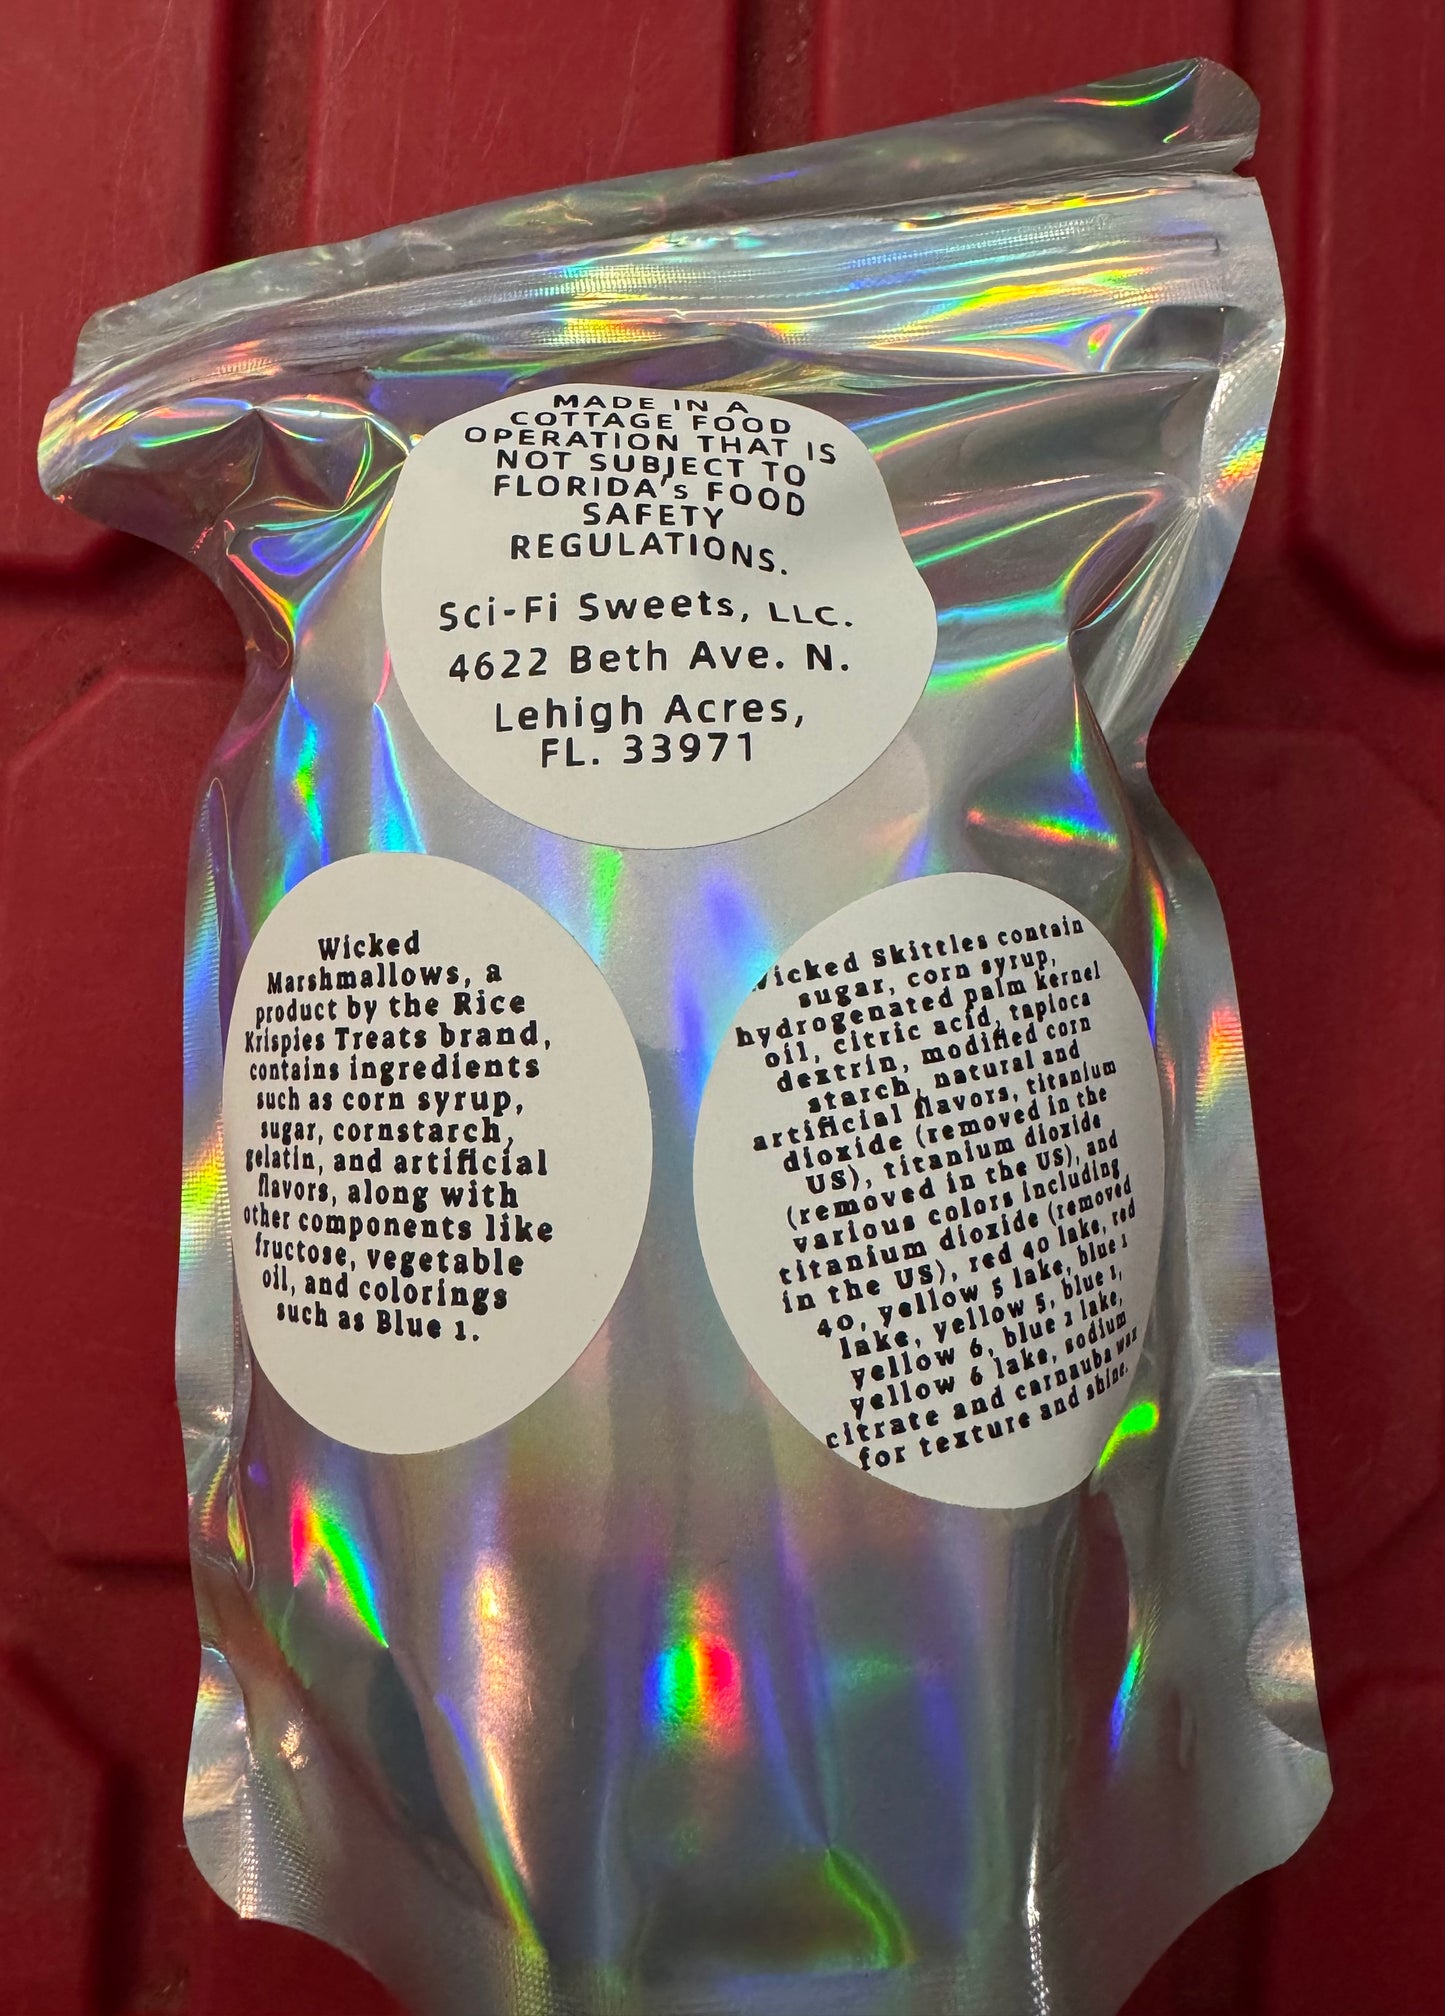 MADE IN A
COTTAGE FOOD
OPERATION THAT IS
NOT SUBJECT TO
FLORIDA's FOOD
SAFETY
REGULATIONS.
Sci-Fi Sweets, LLC.
4622 Beth Ave. N.
Lehigh Acres,
FL. 33971
Wicked
Marshmallows, a
product by the Rice
Krispies Treats brand,
contains ingredients
such as corn syrup,
sugar, cornstarch,
gelatin, and artificial
flavors, along with
other components like
fructose, vegetable
oil, and colorings
such as Blue 1.
Wicked Skittles contain
sugar, corn syrup,
hydrogenated palm kernel
oil, citric acid, tapioca
dextrin, modified corn
starch, natural and
artificial flavors, titanium
dioxide (removed in the
US), titanium dioxide
(removed in the US), and
various colors including
titanium dioxide (removed
in the US), red 40 lake, red
40, yellow 5 lake, blue 1
lake, yellow 5, blue 1,
yellow 6, blue 2 lake,
yellow 6 lake, sodium
citrate and carnauba wax
for texture and shine.